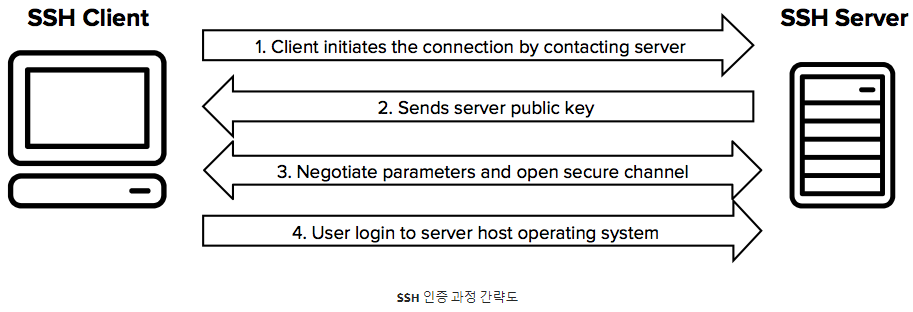 SSH Client
SSH Server
1. Client initiates the connection by contacting server
2. Sends server public key
3. Negotiate parameters and open secure channel
4. User login to server host operating system
SSH 인증 과정 간략도